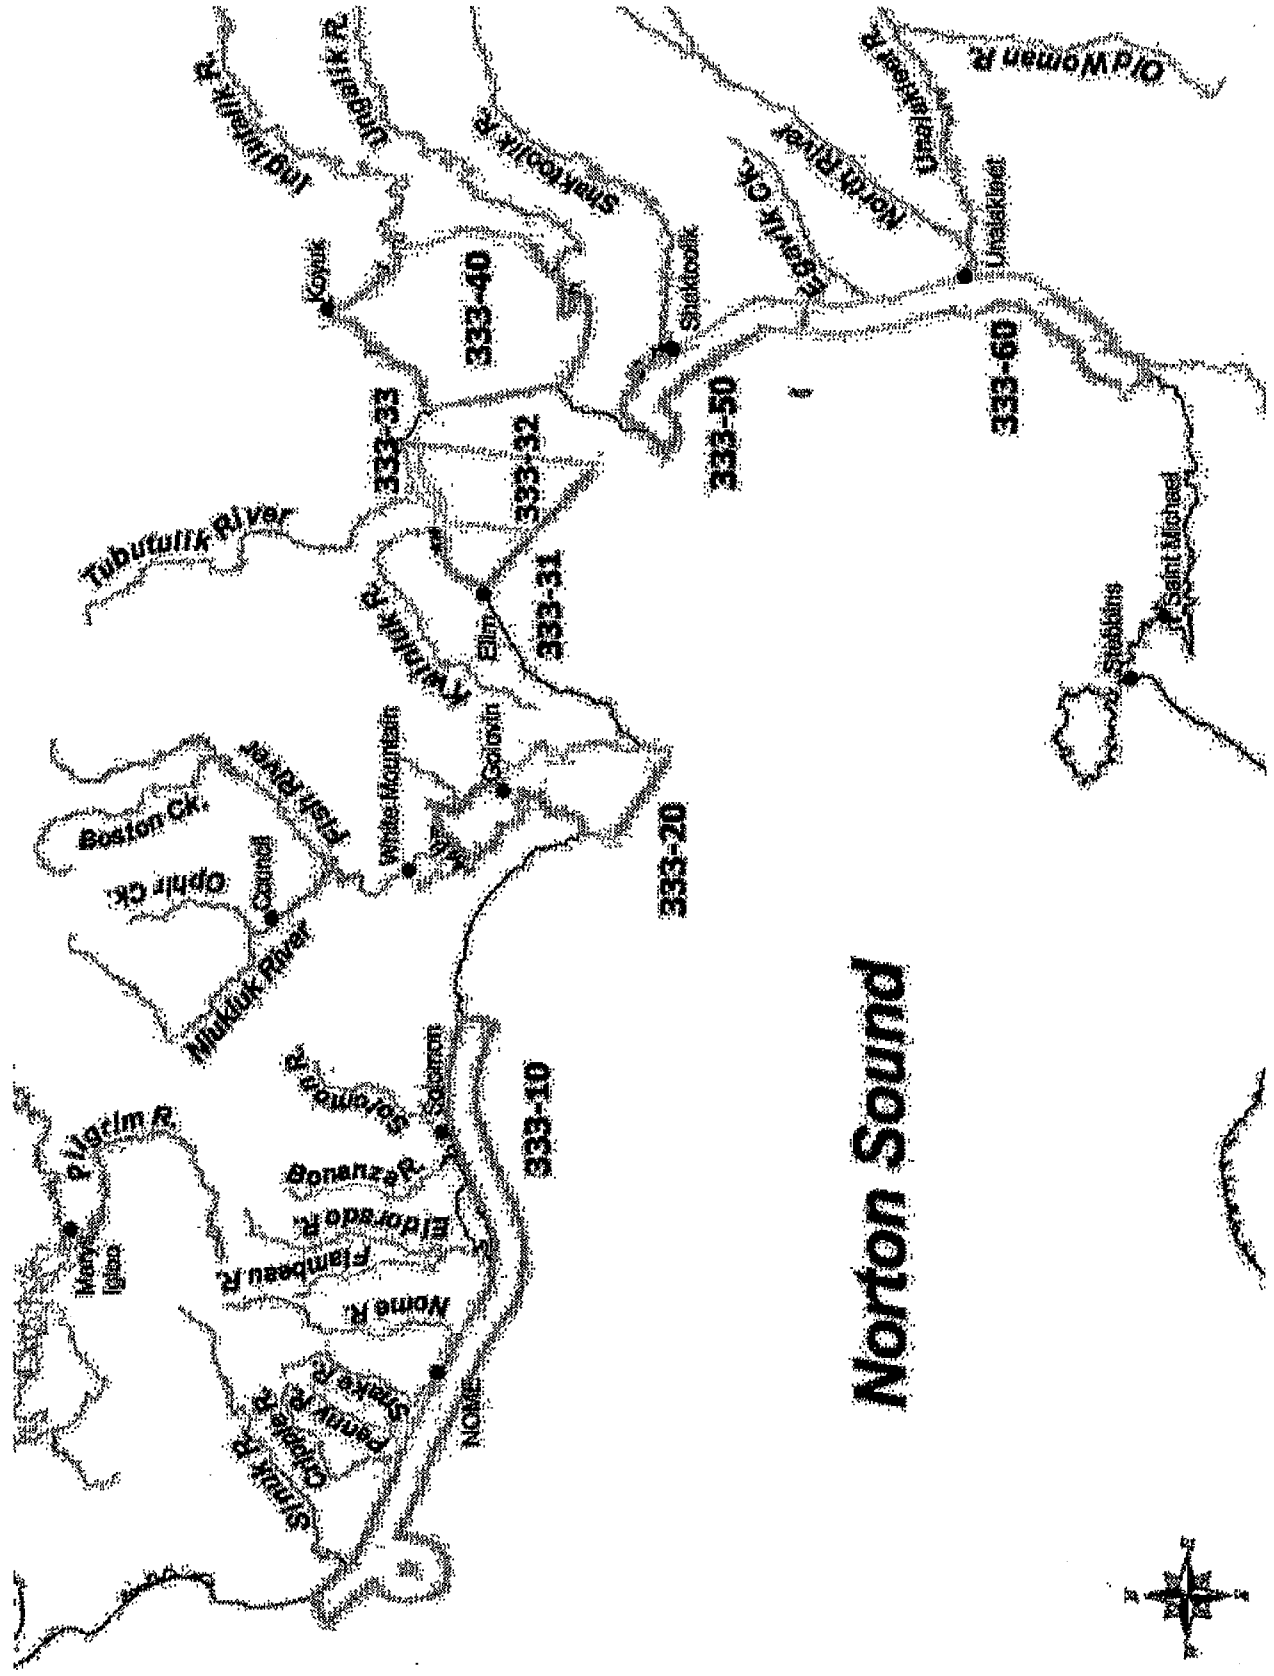 Inglutalik R.
Ungalik R.
Shaktoolik R.
Unalakleet R.
Old Woman R.
North River
Egavik Ck.
Koyuk
333-40
Shaktoolik
Unalakleet
333-33
333-32
333-50
333-60
Tubutulik River
Kwiniuk R.
Elim
333-31
Saint Michael
Stebbins
Fish River
Boston Ck.
Ophir Ck.
Council
Niukluk River
White Mountain
Golovin
333-20
Pilgrim R.
Mary's
Igloo
Solomon R.
Solomon
Bonanza R.
Eldorado R.
Flambeau R.
Nome R.
333-10
Snake R.
Penny R.
Cripple R.
Sinuk R.
NOME
Norton Sound